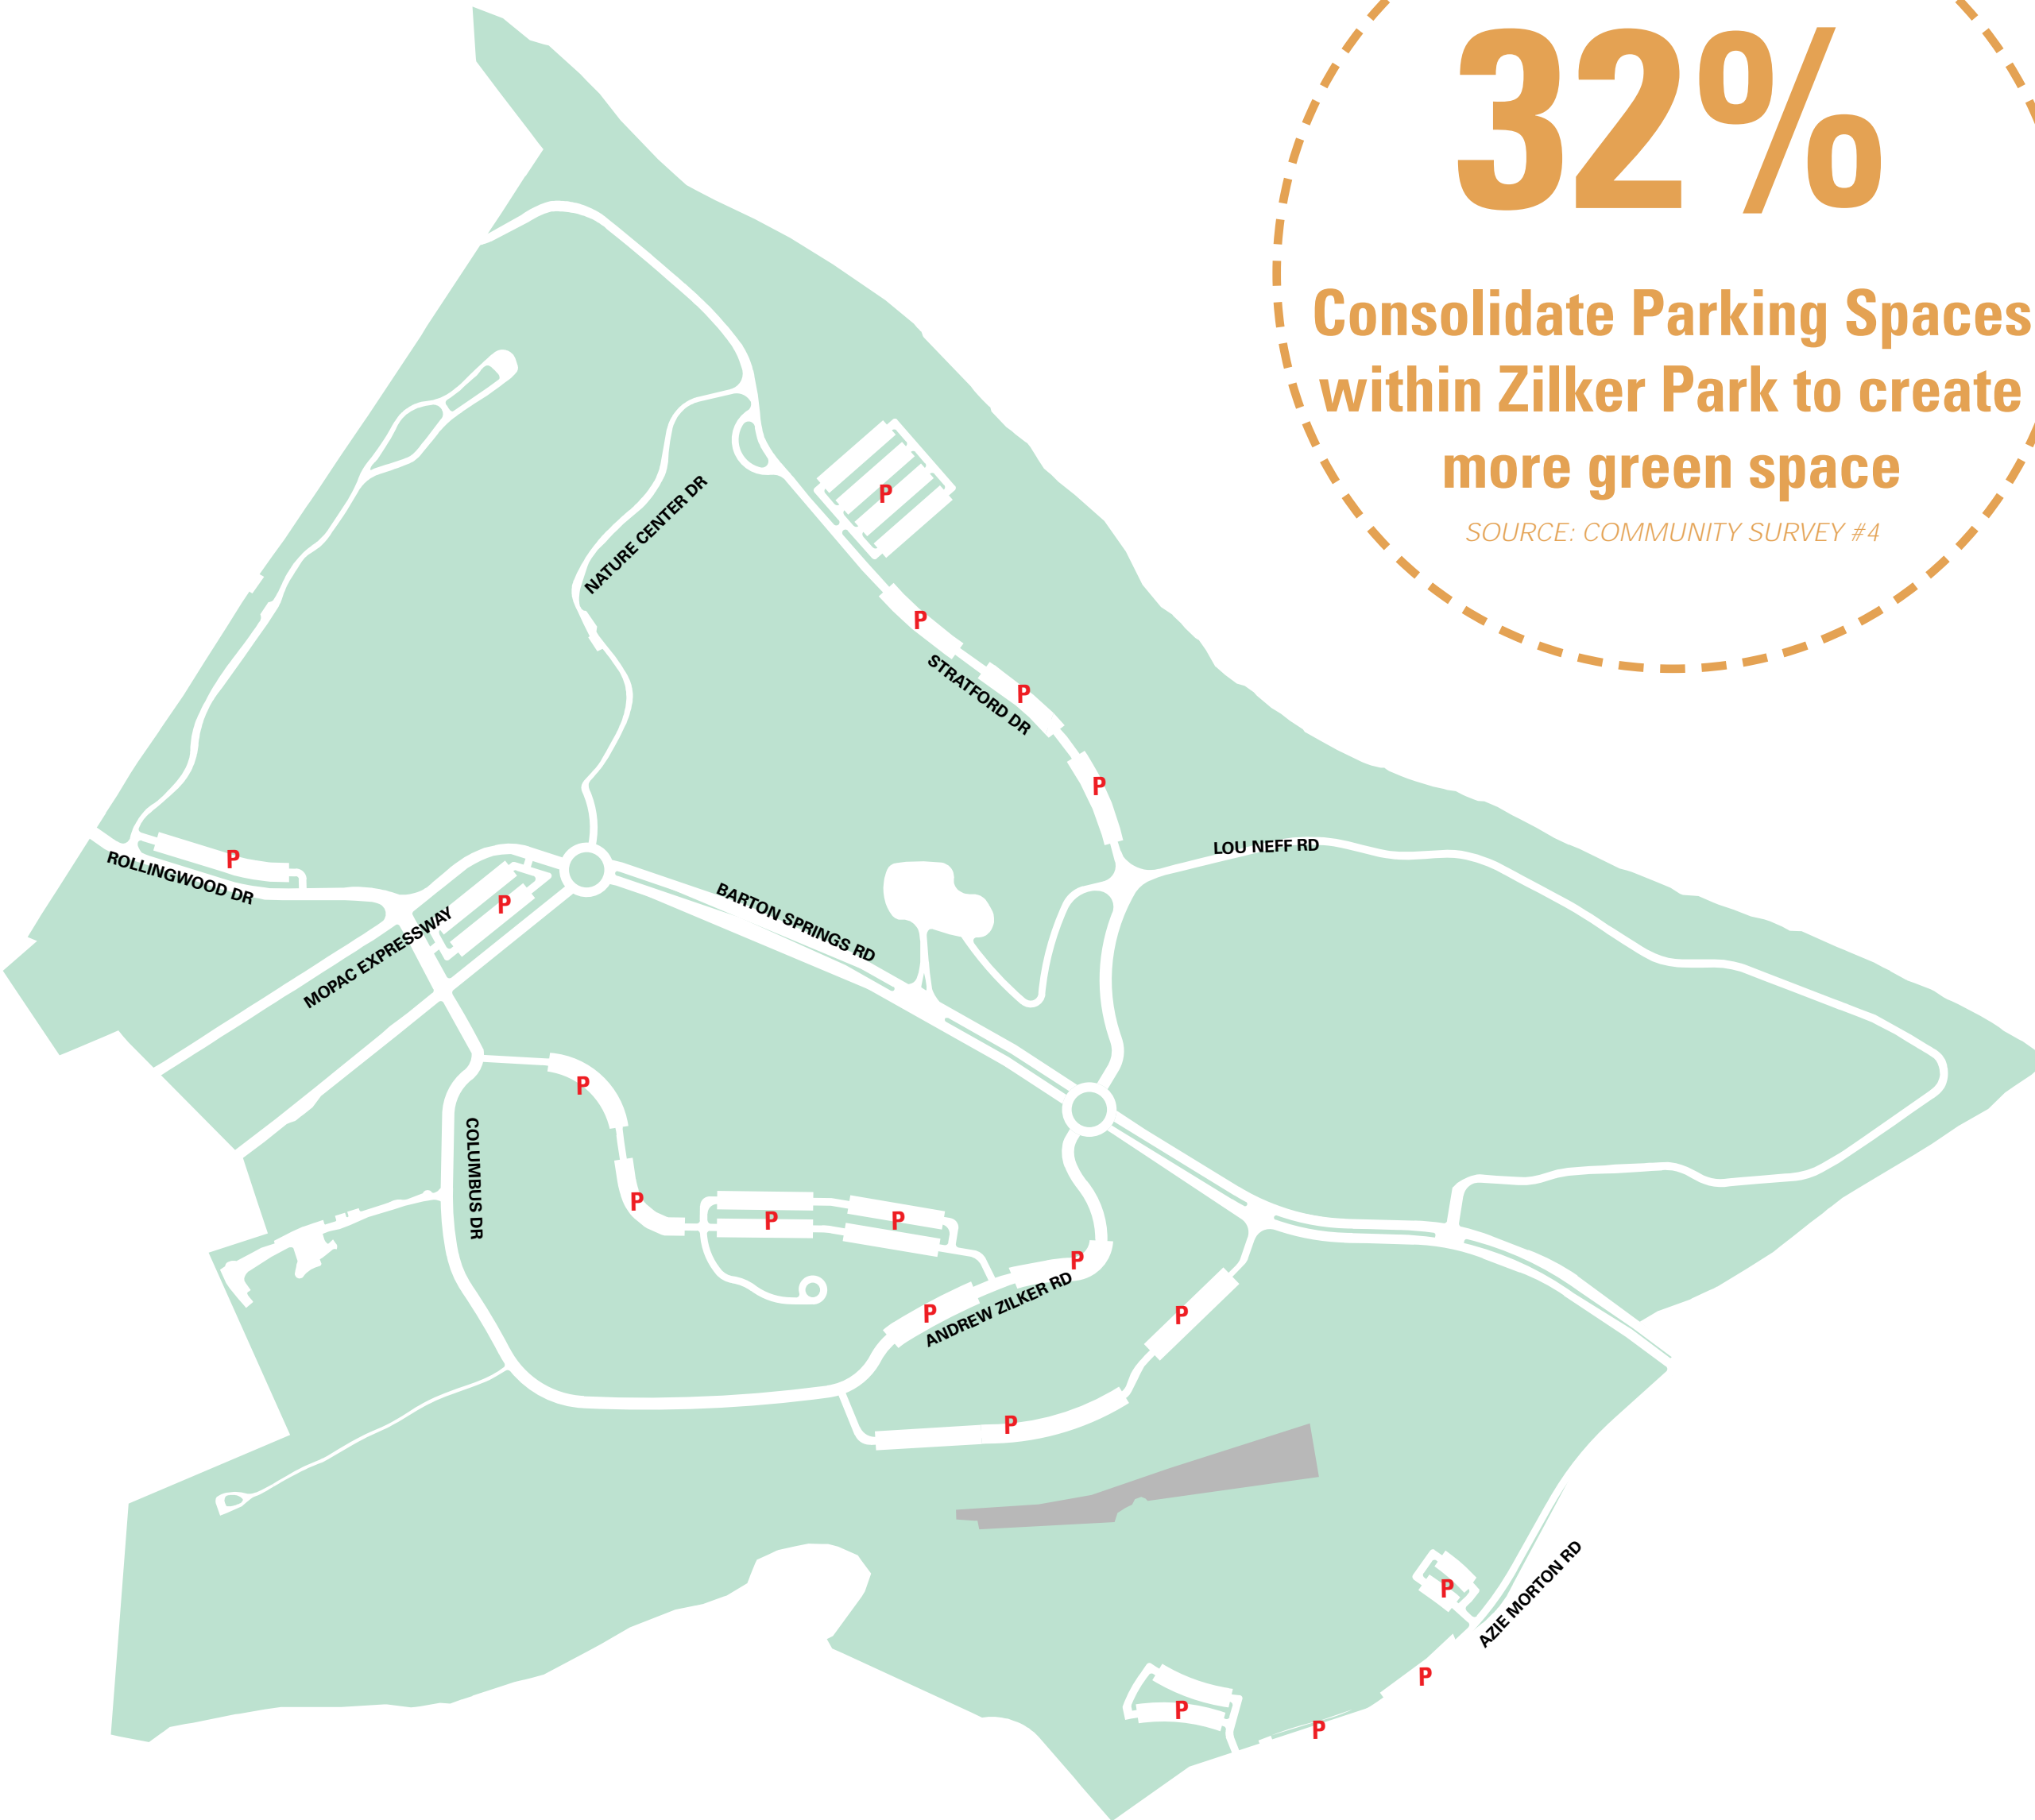 32%
Consolidate Parking Spaces
within Zilker Park to create
more green space
SOURCE: COMMUNITY SURVEY #4
P
NATURE CENTER DR
P
STRATFORD DR
P
P
LOU NEFF RD
P
ROLLINGWOOD DR
P
MOPAC EXPRESSWAY
BARTON SPRINGS RD
P
COLUMBUS DR
P
P
P
P
P
ANDREW ZILKER RD
P
P
P
AZIE MORTON RD
P
P
P
P